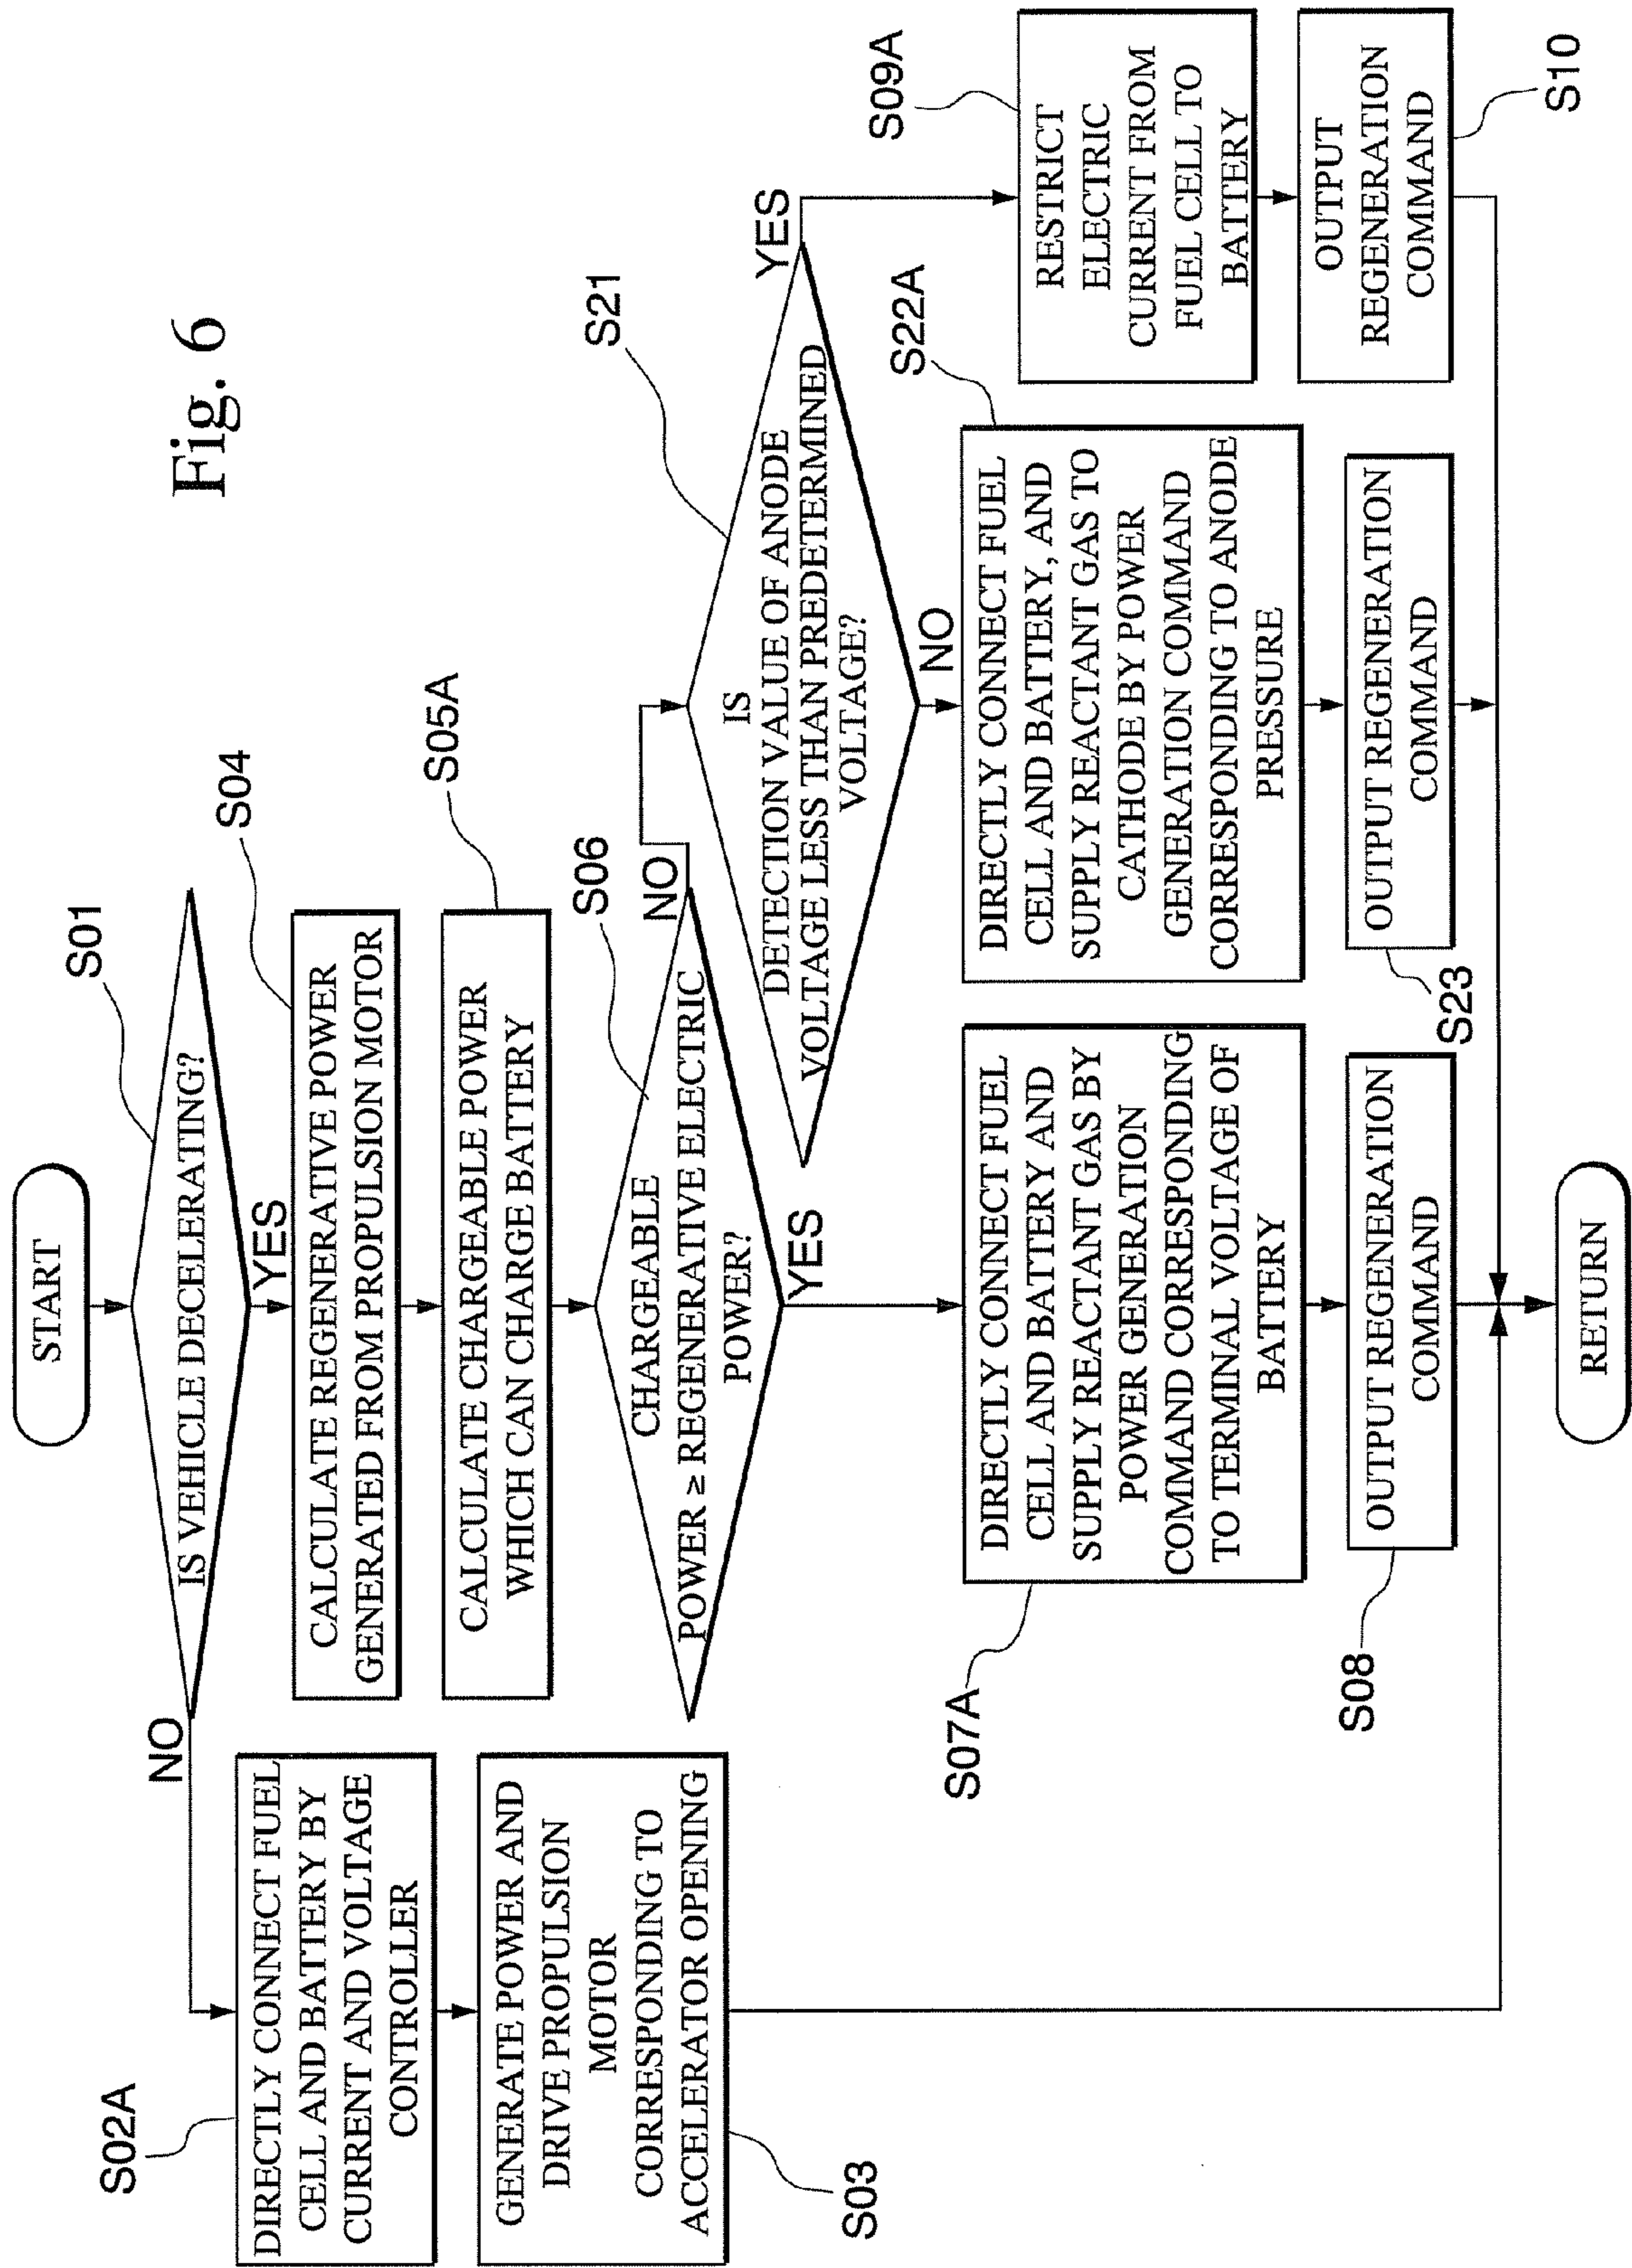 Fig. 6
START
S01
IS VEHICLE DECELERATING?
NO
YES
S02A
DIRECTLY CONNECT FUEL
CELL AND BATTERY BY
CURRENT AND VOLTAGE
CONTROLLER
S03
GENERATE POWER AND
DRIVE PROPULSION
MOTOR
CORRESPONDING TO
ACCELERATOR OPENING
S04
CALCULATE REGENERATIVE POWER
GENERATED FROM PROPULSION MOTOR
S05A
CALCULATE CHARGEABLE POWER
WHICH CAN CHARGE BATTERY
S06
CHARGEABLE
POWER ≥ REGENERATIVE ELECTRIC
POWER?
NO
YES
S21
IS
DETECTION VALUE OF ANODE
VOLTAGE LESS THAN PREDETERMINED
VOLTAGE?
YES
NO
S07A
DIRECTLY CONNECT FUEL
CELL AND BATTERY AND
SUPPLY REACTANT GAS BY
POWER GENERATION
COMMAND CORRESPONDING
TO TERMINAL VOLTAGE OF
BATTERY
S08
OUTPUT REGENERATION
COMMAND
S22A
DIRECTLY CONNECT FUEL
CELL AND BATTERY, AND
SUPPLY REACTANT GAS TO
CATHODE BY POWER
GENERATION COMMAND
CORRESPONDING TO ANODE
PRESSURE
S23
OUTPUT REGENERATION
COMMAND
S09A
RESTRICT
ELECTRIC
CURRENT FROM
FUEL CELL TO
BATTERY
S10
OUTPUT
REGENERATION
COMMAND
RETURN